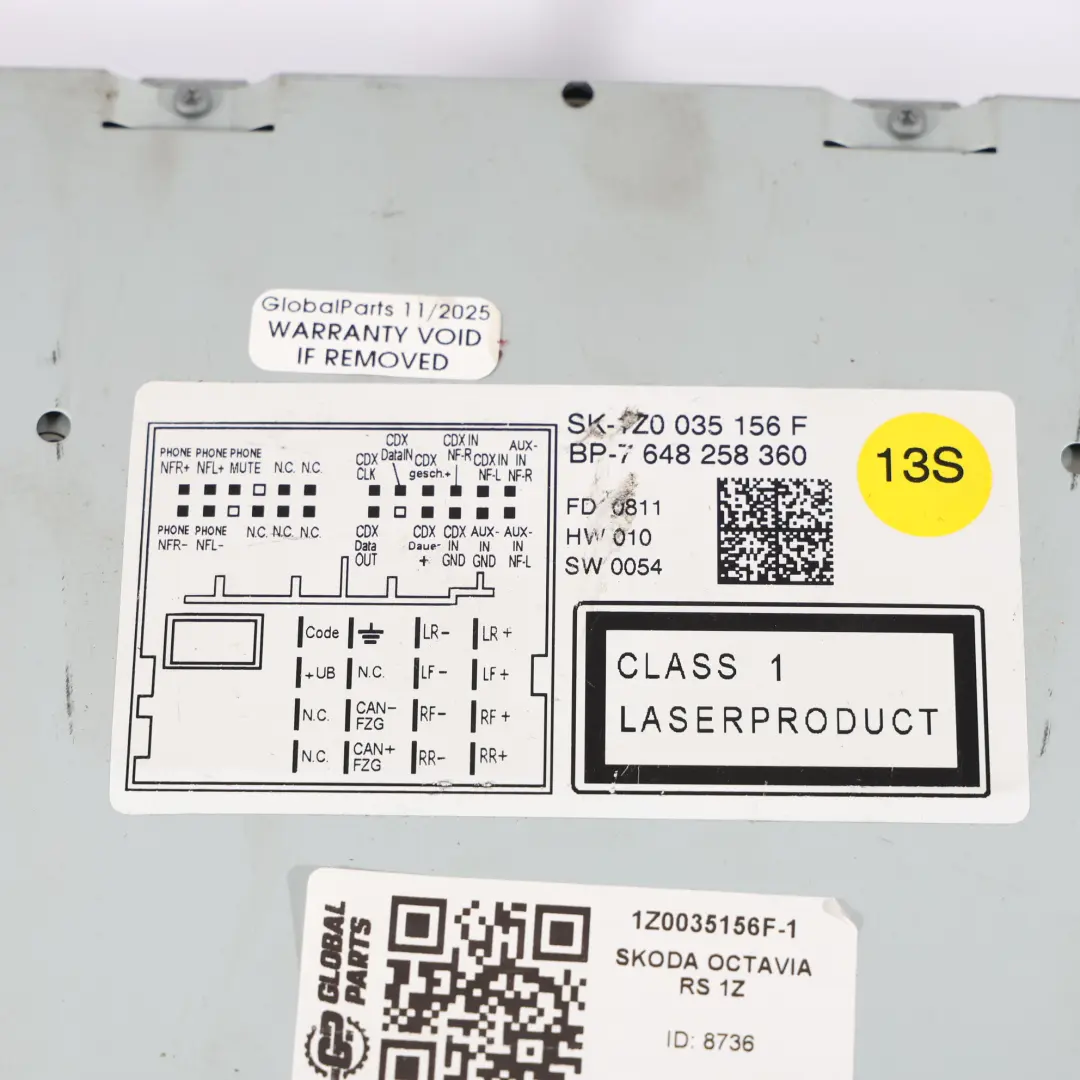 GlobalParts 11/2025
WARRANTY VOID
IF REMOVED
SK-1Z0 035 156 F
BP-7 648 258 360
FD 0811
HW 010
SW 0054
13S
PHONE PHONE PHONE
NFR+ NFL+ MUTE N.C. N.C.
CDX CLK
CDX DataIN
CDX gesch.+
CDX IN NF-R
CDX IN NF-L
AUX-IN NF-R
PHONE PHONE
NFR- NFL- N.C. N.C. N.C.
CDX Data OUT
CDX Dauer +
CDX IN GND
AUX-IN GND
AUX-IN NF-L
Code LR- LR+
+UB N.C. LF- LF+
N.C. CAN-FZG RF- RF+
N.C. CAN+FZG RR- RR+
CLASS 1
LASERPRODUCT
GLOBAL
PARTS
1Z0035156F-1
SKODA OCTAVIA
RS 1Z
ID: 8736